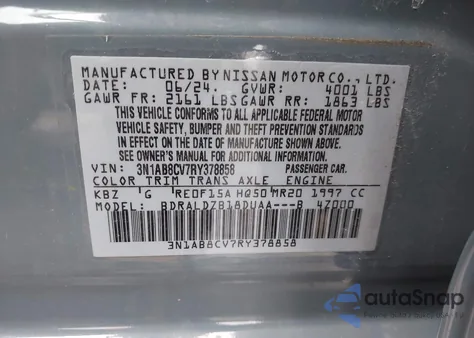 MANUFACTURED BY NISSAN MOTOR CO., LTD.
DATE: 06/24. GVWR: 4001 LBS
GAWR FR: 2161 LBS GAWR RR: 1863 LBS
THIS VEHICLE CONFORMS TO ALL APPLICABLE FEDERAL MOTOR
VEHICLE SAFETY, BUMPER AND THEFT PREVENTION STANDARDS
IN EFFECT ON THE DATE OF MANUFACTURE SHOWN ABOVE.
SEE OWNER'S MANUAL FOR ADDITIONAL INFORMATION.
VIN: 3N1AB8CV7RY378858 PASSENGER CAR.
COLOR TRIM TRANS AXLE ENGINE
KBZ G RE0F15A HQ50 MR20 1997 CC
MODEL: BDRALDZB18DUAA---B 4Z000
3N1AB8CV7RY378858
autoSnap